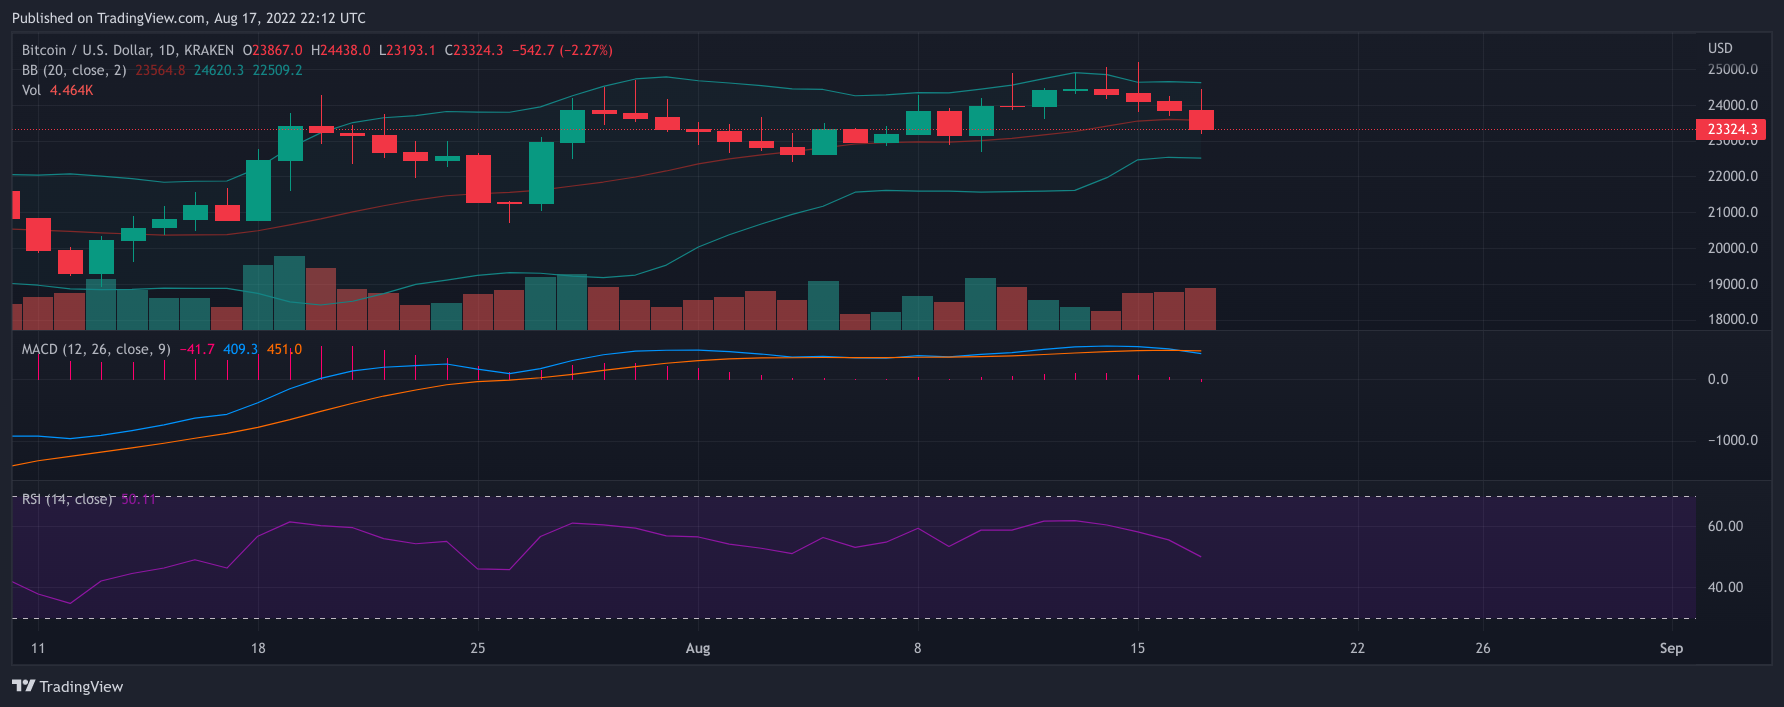 Published on TradingView.com, Aug 17, 2022 22:12 UTC
Bitcoin / U.S. Dollar, 1D, KRAKEN O23867.0 H24438.0 L23193.1 C23324.3 −542.7 (−2.27%)
BB (20, close, 2) 23564.8 24620.3 22509.2
Vol 4.464K
USD
25000.0
24000.0
23324.3
23000.0
22000.0
21000.0
20000.0
19000.0
18000.0
MACD (12, 26, close, 9) −41.7 409.3 451.0
0.0
−1000.0
RSI (14, close) 50.11
60.00
40.00
11 18 25 Aug 8 15 22 26 Sep
TradingView